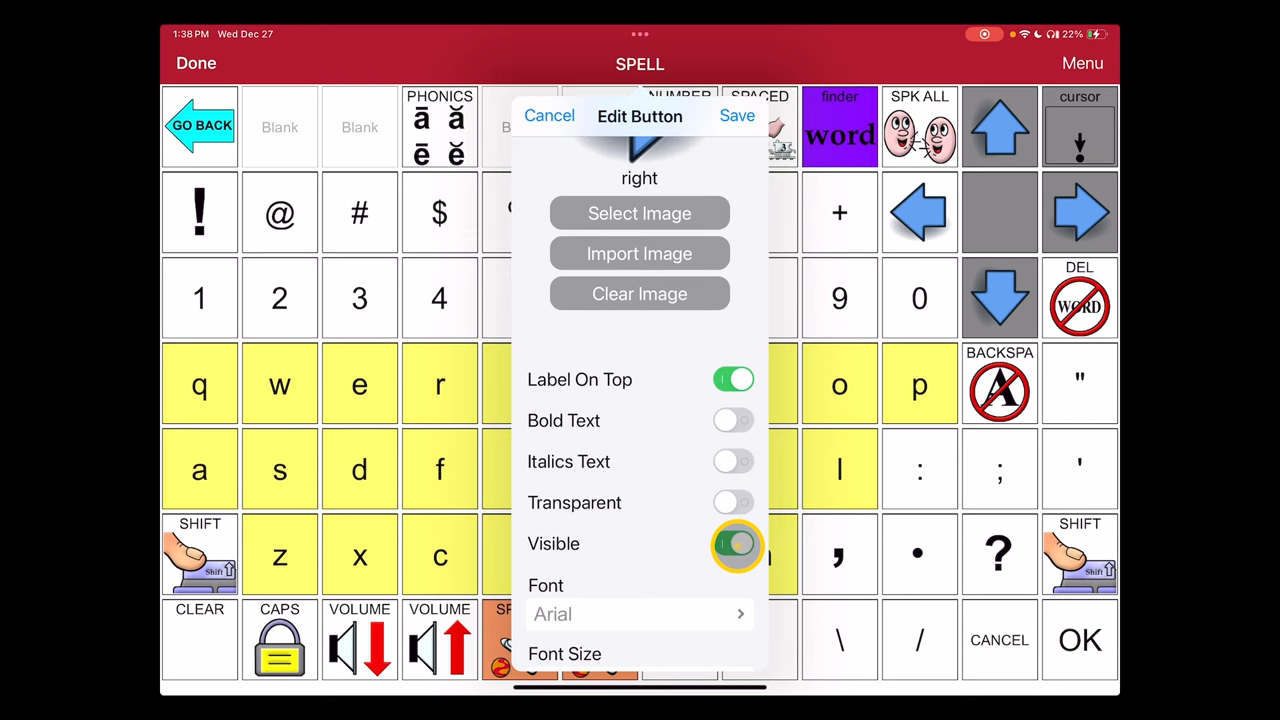 1:38 PM Wed Dec 27
22%
Done
SPELL
Menu
GO BACK
Blank
Blank
PHONICS
ā ă
ē ĕ
B
NUMBER
SPACED
finder
word
SPK ALL
cursor
Cancel
Edit Button
Save
right
Select Image
Import Image
Clear Image
Label On Top
Bold Text
Italics Text
Transparent
Visible
Font
Arial
Font Size
! @ # $ +
1 2 3 4 9 0
DEL
WORD
q w e r o p
BACKSPA
A
"
a s d f l : ; '
SHIFT
Shift
z x c , • ?
SHIFT
Shift
CLEAR
CAPS
VOLUME
VOLUME
SP
\ /
CANCEL
OK